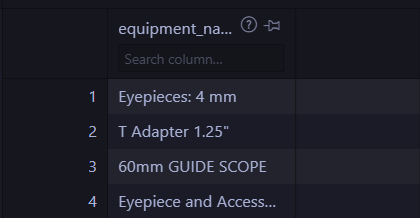 equipment_na...
Search column...
1 Eyepieces: 4 mm
2 T Adapter 1.25"
3 60mm GUIDE SCOPE
4 Eyepiece and Access...